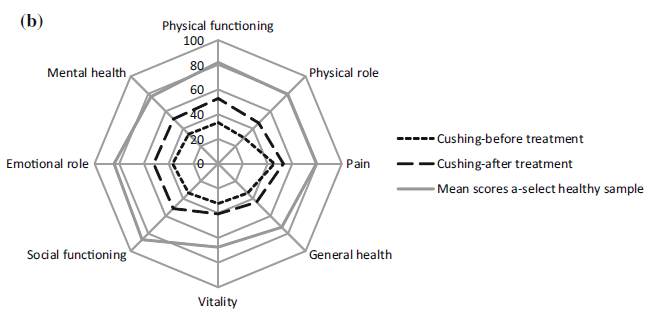 (b)
Physical functioning
100
80
60
40
20
0
Physical role
Pain
General health
Vitality
Social functioning
Emotional role
Mental health
Cushing-before treatment
Cushing-after treatment
Mean scores a-select healthy sample